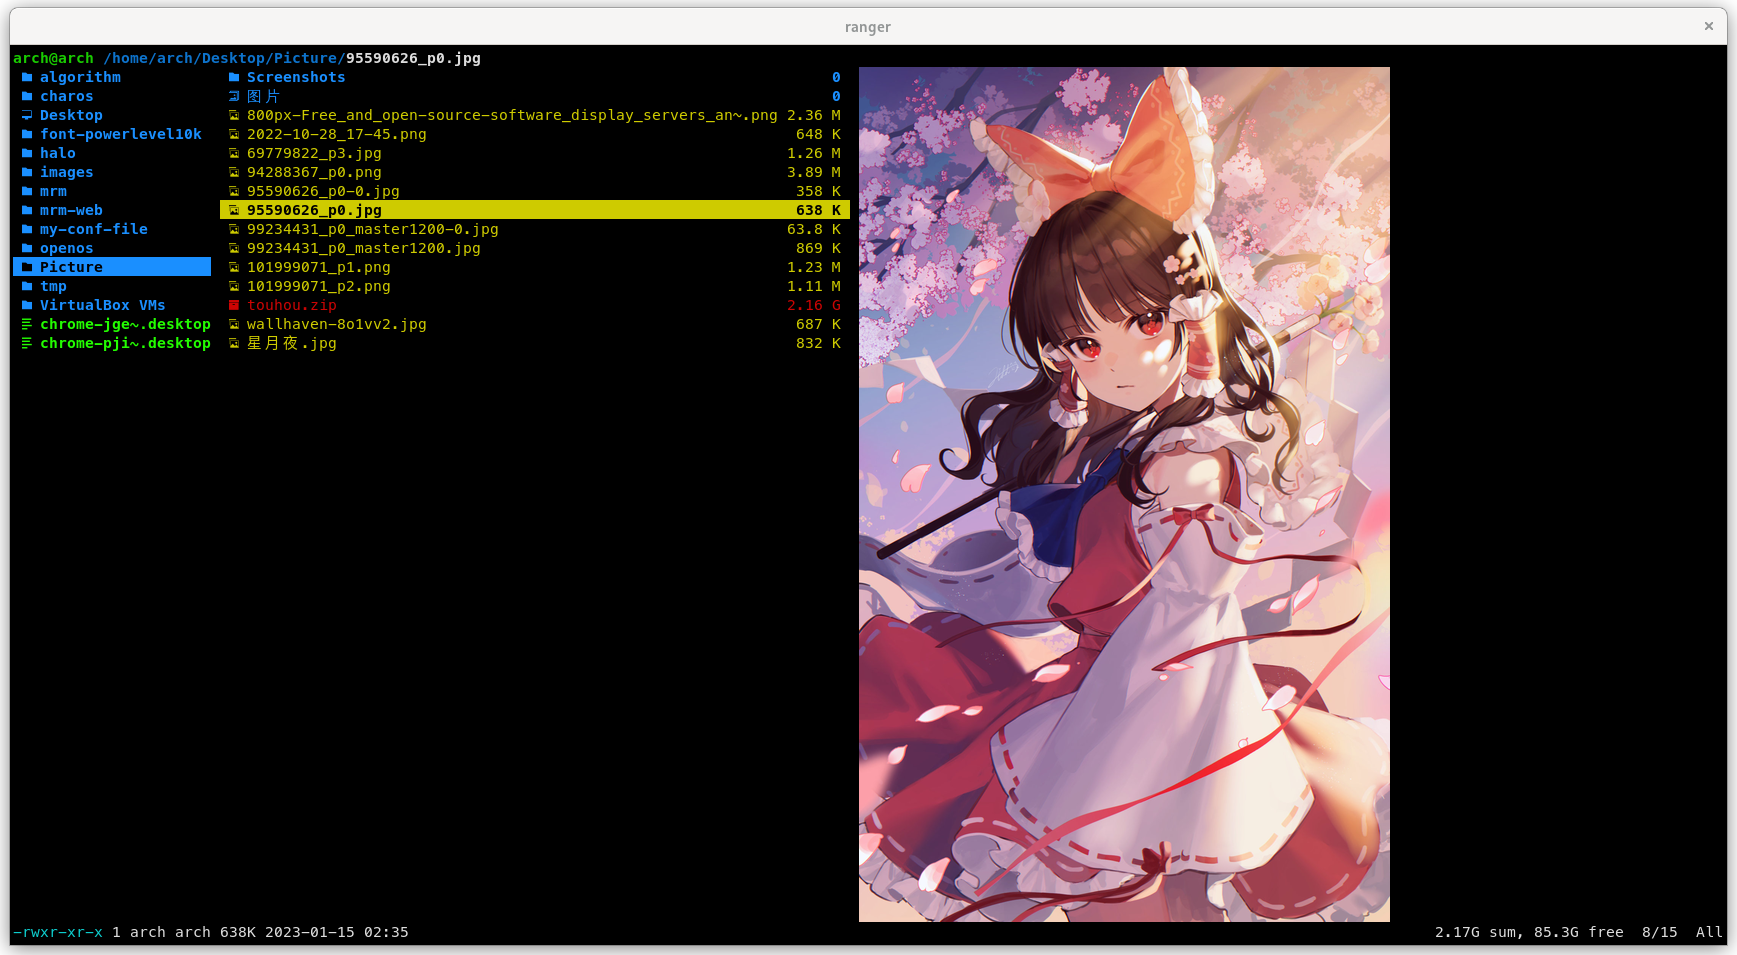 ranger ×
arch@arch /home/arch/Desktop/Picture/95590626_p0.jpg
algorithm
charos
Desktop
font-powerlevel10k
halo
images
mrm
mrm-web
my-conf-file
openos
Picture
tmp
VirtualBox VMs
chrome-jge~.desktop
chrome-pji~.desktop
Screenshots 0
图片 0
800px-Free_and_open-source-software_display_servers_an~.png 2.36 M
2022-10-28_17-45.png 648 K
69779822_p3.jpg 1.26 M
94288367_p0.png 3.89 M
95590626_p0-0.jpg 358 K
95590626_p0.jpg 638 K
99234431_p0_master1200-0.jpg 63.8 K
99234431_p0_master1200.jpg 869 K
101999071_p1.png 1.23 M
101999071_p2.png 1.11 M
touhou.zip 2.16 G
wallhaven-8o1vv2.jpg 687 K
星月夜.jpg 832 K
-rwxr-xr-x 1 arch arch 638K 2023-01-15 02:35 2.17G sum, 85.3G free 8/15 All